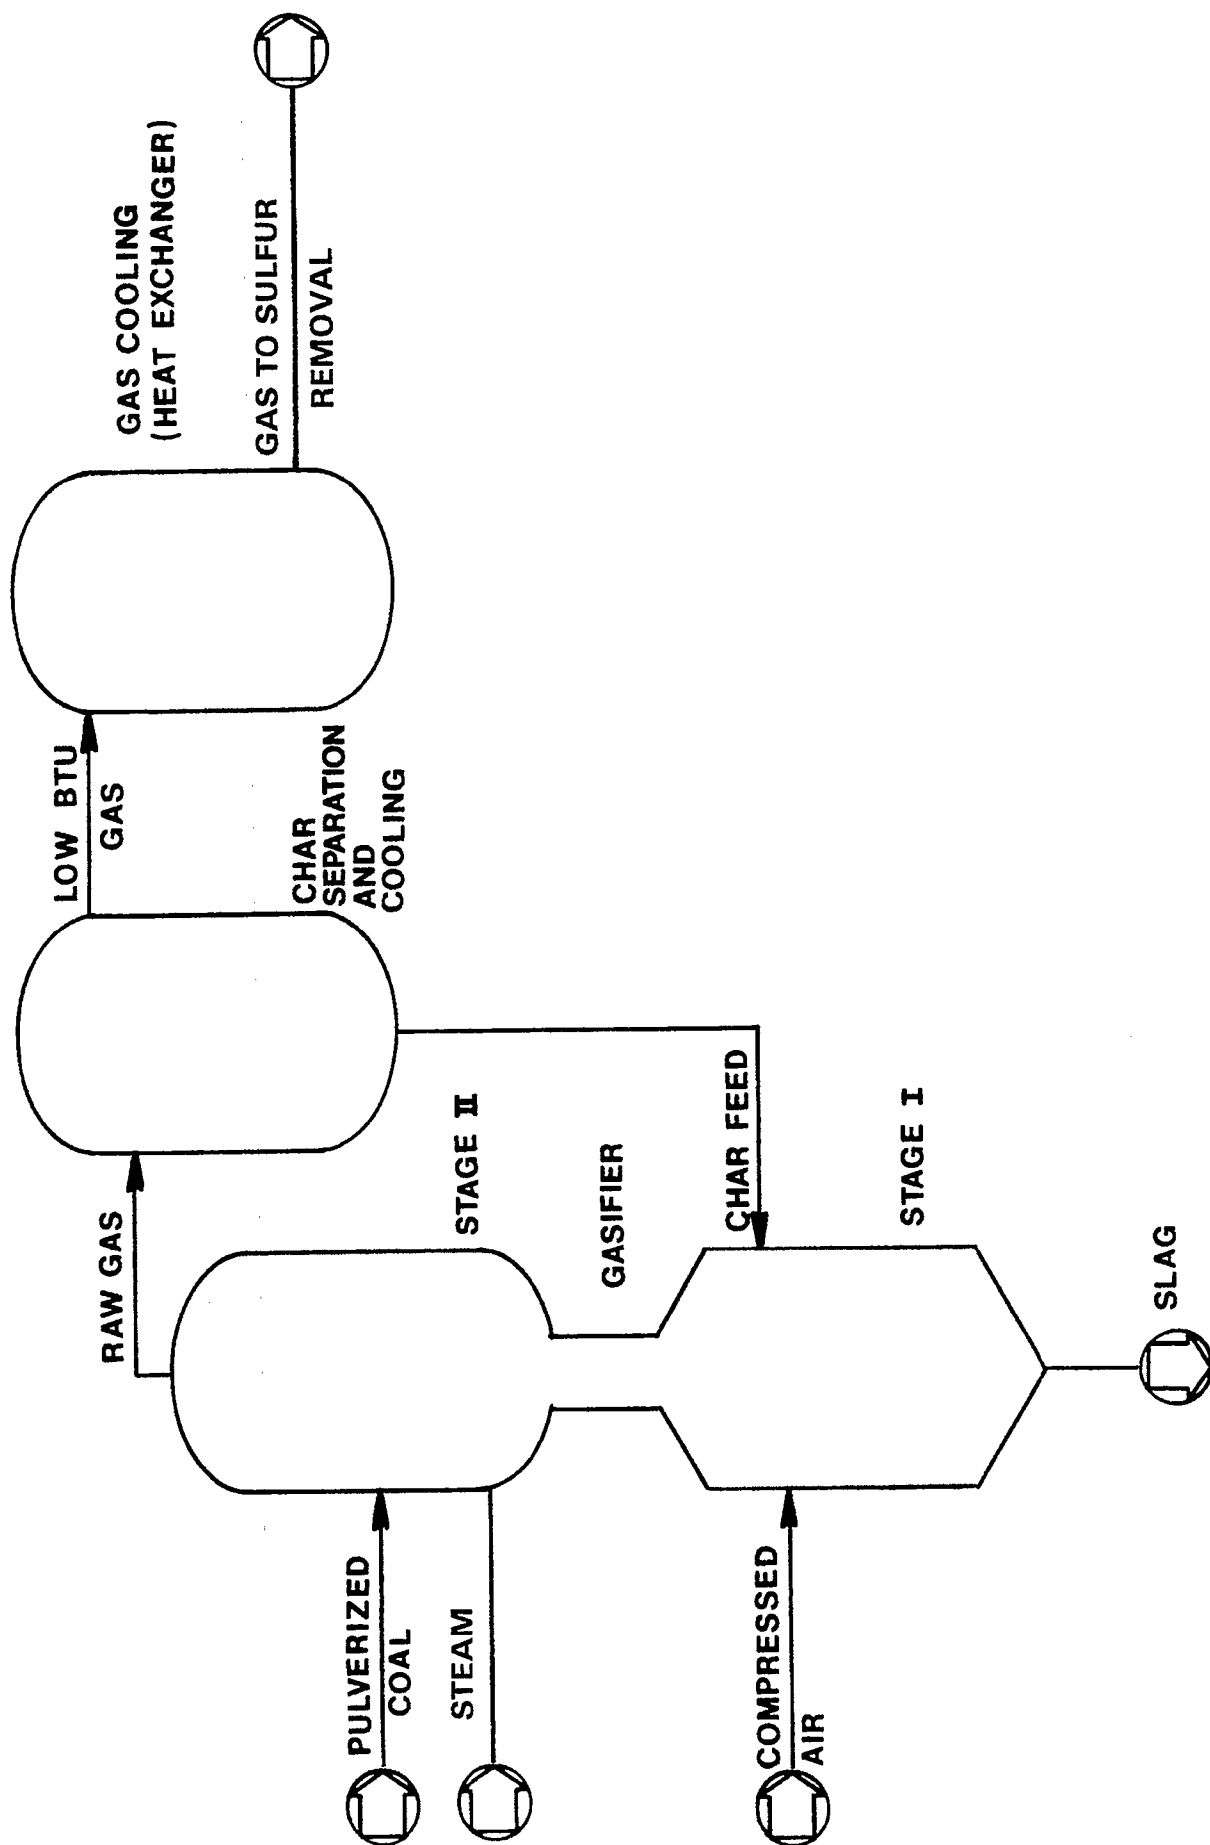 GAS COOLING
(HEAT EXCHANGER)
GAS TO SULFUR
REMOVAL
LOW BTU
GAS
CHAR
SEPARATION
AND
COOLING
RAW GAS
STAGE II
GASIFIER
CHAR FEED
STAGE I
SLAG
PULVERIZED
COAL
STEAM
COMPRESSED
AIR